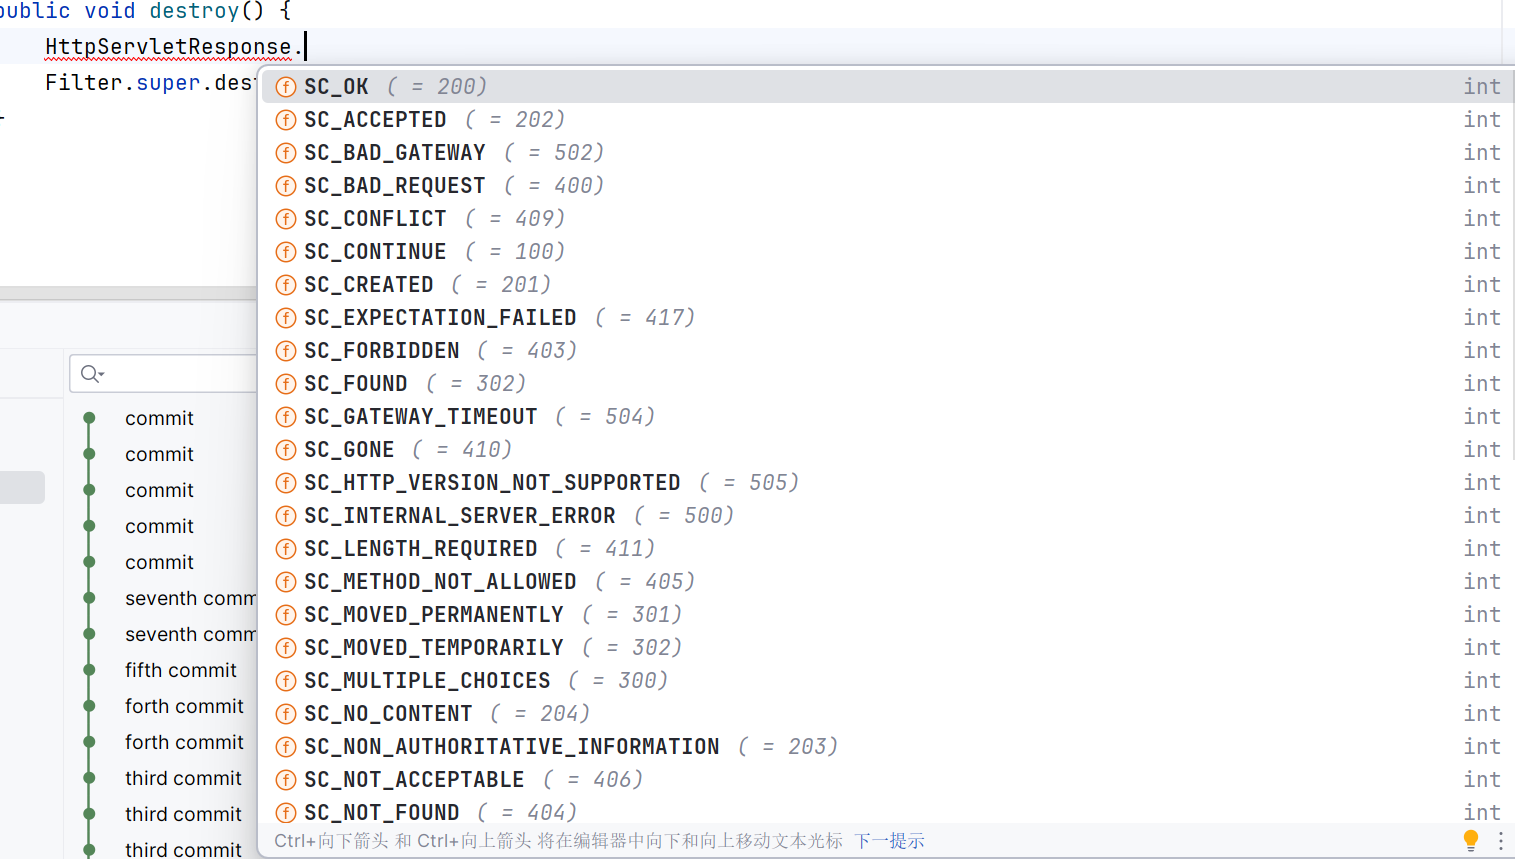 public void destroy() {
HttpServletResponse.
Filter.super.des
SC_OK ( = 200) int
SC_ACCEPTED ( = 202) int
SC_BAD_GATEWAY ( = 502) int
SC_BAD_REQUEST ( = 400) int
SC_CONFLICT ( = 409) int
SC_CONTINUE ( = 100) int
SC_CREATED ( = 201) int
SC_EXPECTATION_FAILED ( = 417) int
SC_FORBIDDEN ( = 403) int
SC_FOUND ( = 302) int
SC_GATEWAY_TIMEOUT ( = 504) int
SC_GONE ( = 410) int
SC_HTTP_VERSION_NOT_SUPPORTED ( = 505) int
SC_INTERNAL_SERVER_ERROR ( = 500) int
SC_LENGTH_REQUIRED ( = 411) int
SC_METHOD_NOT_ALLOWED ( = 405) int
SC_MOVED_PERMANENTLY ( = 301) int
SC_MOVED_TEMPORARILY ( = 302) int
SC_MULTIPLE_CHOICES ( = 300) int
SC_NO_CONTENT ( = 204) int
SC_NON_AUTHORITATIVE_INFORMATION ( = 203) int
SC_NOT_ACCEPTABLE ( = 406) int
SC_NOT_FOUND ( = 404) int
Ctrl+向下箭头 和 Ctrl+向上箭头 将在编辑器中向下和向上移动文本光标 下一提示
commit
commit
commit
commit
commit
seventh comm
seventh comm
fifth commit
forth commit
forth commit
third commit
third commit
third commit